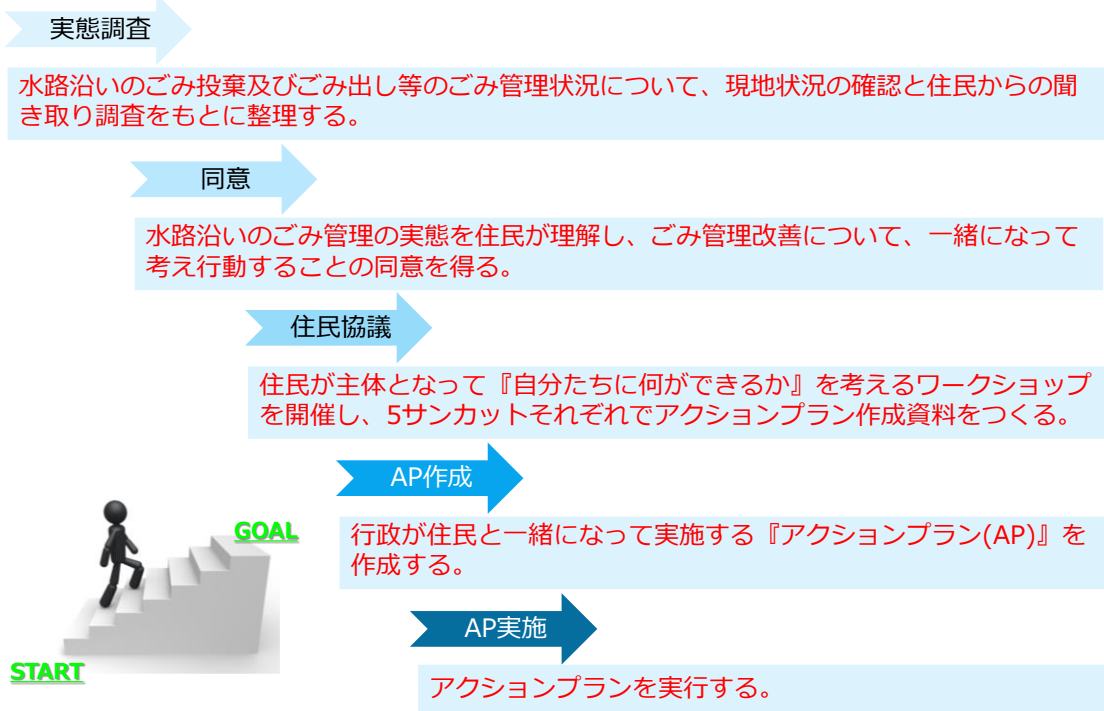 実態調査
水路沿いのごみ投棄及びごみ出し等のごみ管理状況について、現地状況の確認と住民からの聞
き取り調査をもとに整理する。
同意
水路沿いのごみ管理の実態を住民が理解し、ごみ管理改善について、一緒になって
考え行動することの同意を得る。
住民協議
住民が主体となって『自分たちに何ができるか』を考えるワークショップ
を開催し、5サンカットそれぞれでアクションプラン作成資料をつくる。
AP作成
行政が住民と一緒になって実施する『アクションプラン(AP)』を
作成する。
AP実施
アクションプランを実行する。
GOAL
START